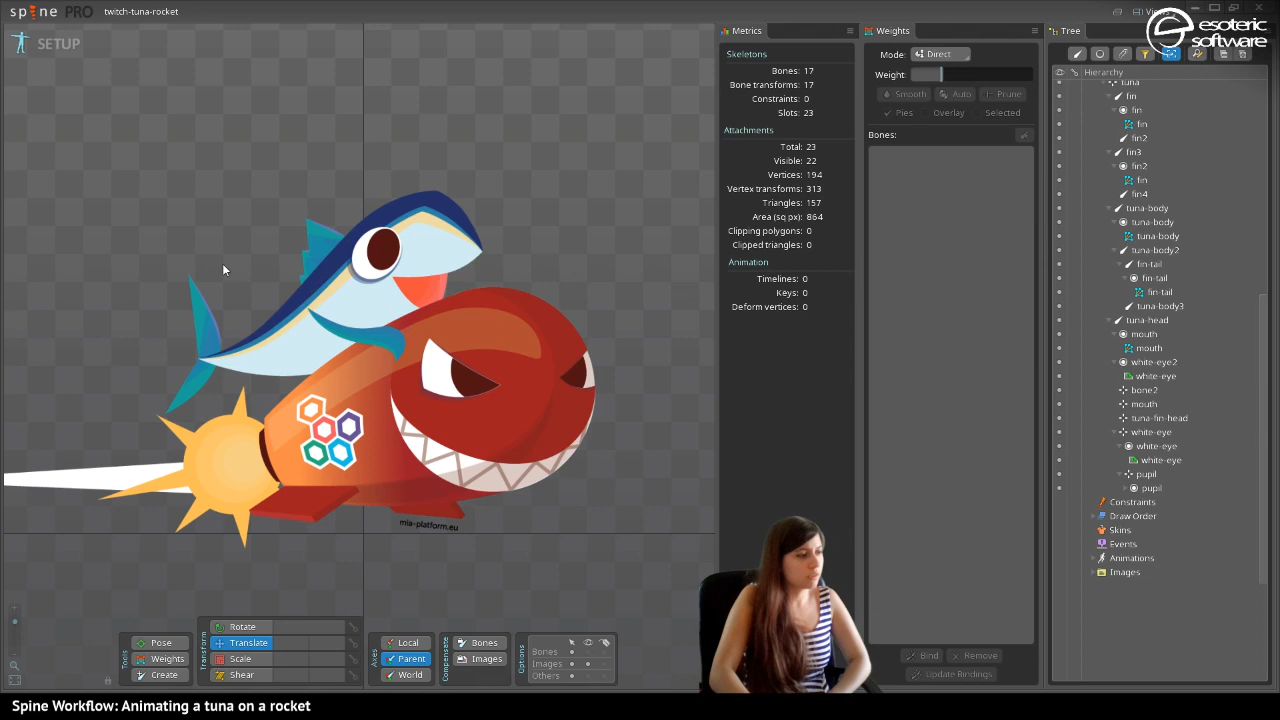 spine PRO
twitch-tuna-rocket
Views
esoteric
software
SETUP
Metrics
Weights
Tree
Skeletons
Bones: 17
Bone transforms: 17
Constraints: 0
Slots: 23
Attachments
Total: 23
Visible: 22
Vertices: 194
Vertex transforms: 313
Triangles: 157
Area (sq px): 864
Clipping polygons: 0
Clipped triangles: 0
Animation
Timelines: 0
Keys: 0
Deform vertices: 0
Mode: Direct
Weight:
Smooth Auto Prune
Pies Overlay Selected
Bones:
Bind Remove
Update Bindings
Hierarchy
tuna
fin
fin
fin
fin2
fin3
fin2
fin
fin4
tuna-body
tuna-body
tuna-body
tuna-body2
fin-tail
fin-tail
fin-tail
tuna-body3
tuna-head
mouth
mouth
white-eye2
white-eye
bone2
mouth
tuna-fin-head
white-eye
white-eye
white-eye
pupil
pupil
Constraints
Draw Order
Skins
Events
Animations
Images
mia-platform.eu
Tools
Pose
Weights
Create
Transform
Rotate
Translate
Scale
Shear
Axes
Local
Parent
World
Compensate
Bones
Images
Options
Bones
Images
Others
Spine Workflow: Animating a tuna on a rocket